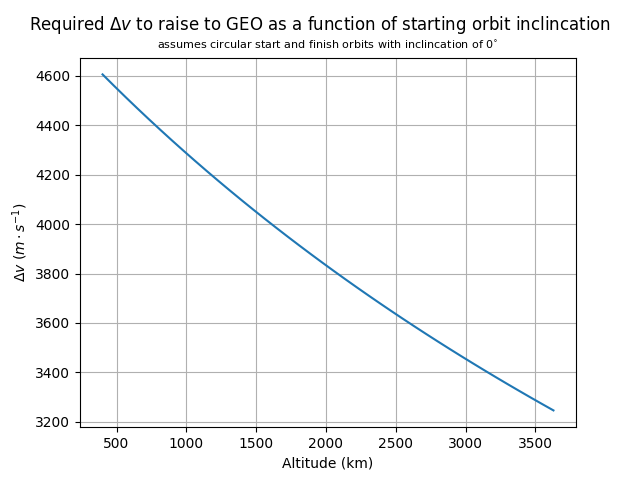 Required Δv to raise to GEO as a function of starting orbit inclincation
assumes circular start and finish orbits with inclincation of 0°
4600
4400
4200
4000
3800
3600
3400
3200
Δv (m · s⁻¹)
500 1000 1500 2000 2500 3000 3500
Altitude (km)